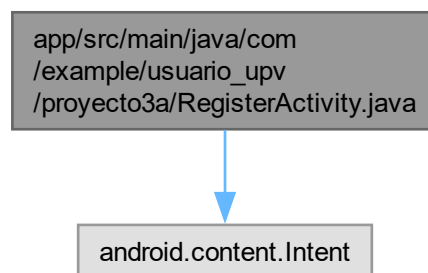 app/src/main/java/com
/example/usuario_upv
/proyecto3a/RegisterActivity.java
android.content.Intent